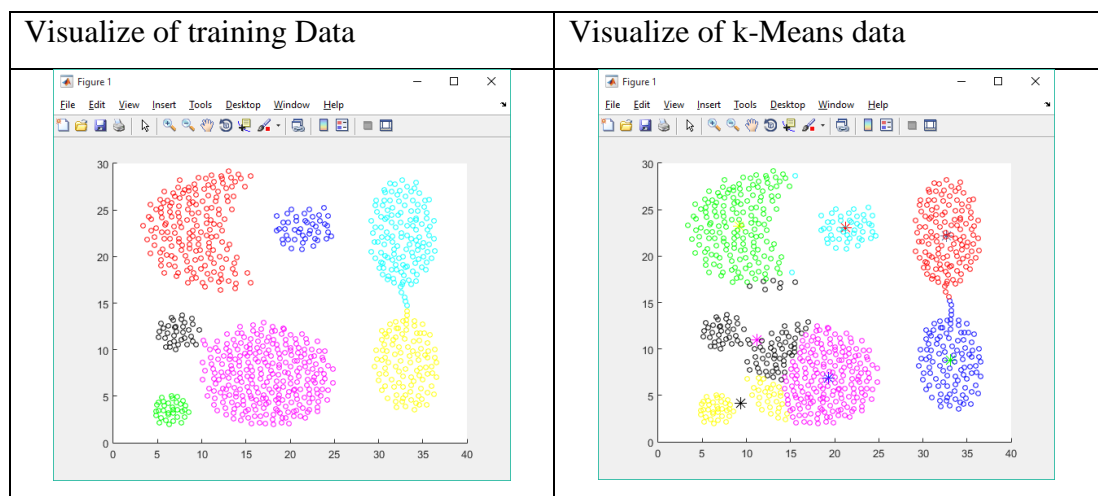 Visualize of training Data
Visualize of k-Means data
Figure 1
File Edit View Insert Tools Desktop Window Help
30
25
20
15
10
5
0
0 5 10 15 20 25 30 35 40
Figure 1
File Edit View Insert Tools Desktop Window Help
30
25
20
15
10
5
0
0 5 10 15 20 25 30 35 40